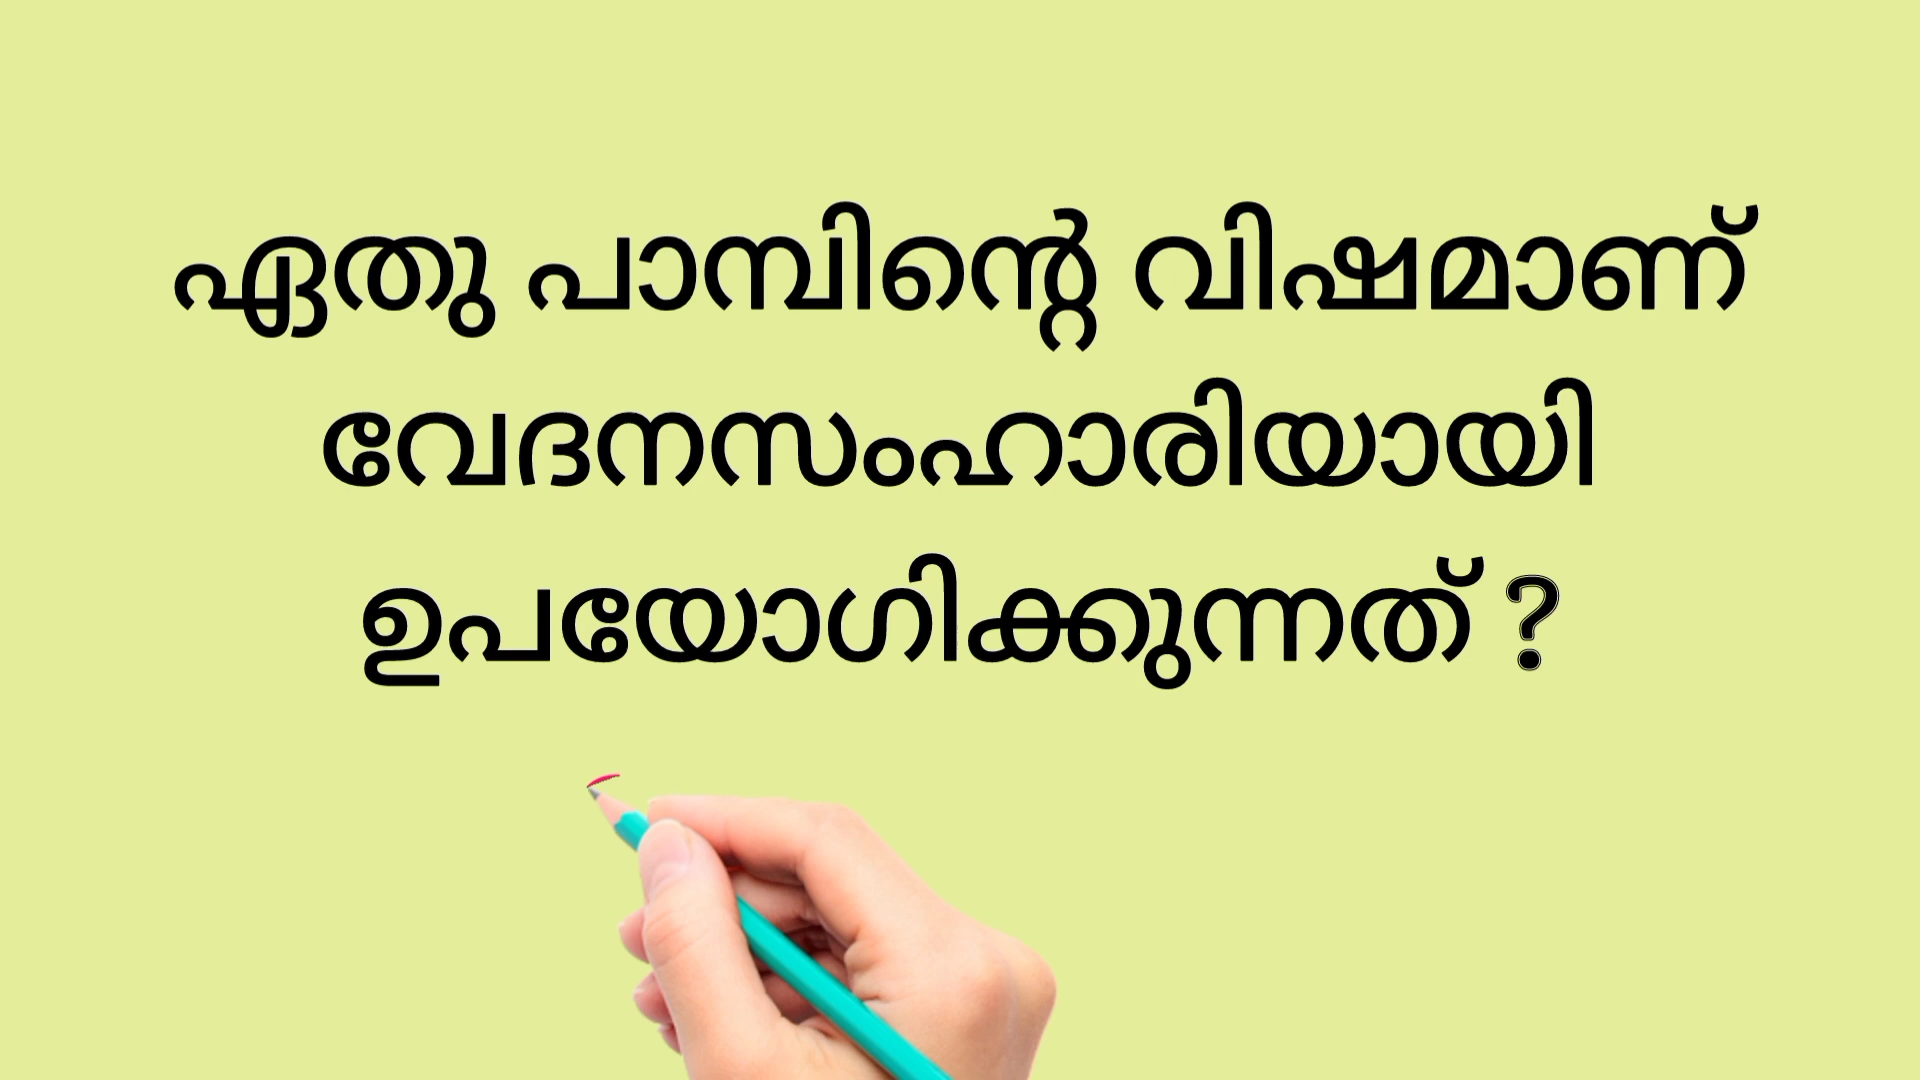 ഏതു പാമ്പിന്റെ വിഷമാണ്
വേദനസംഹാരിയായി
ഉപയോഗിക്കുന്നത് ?